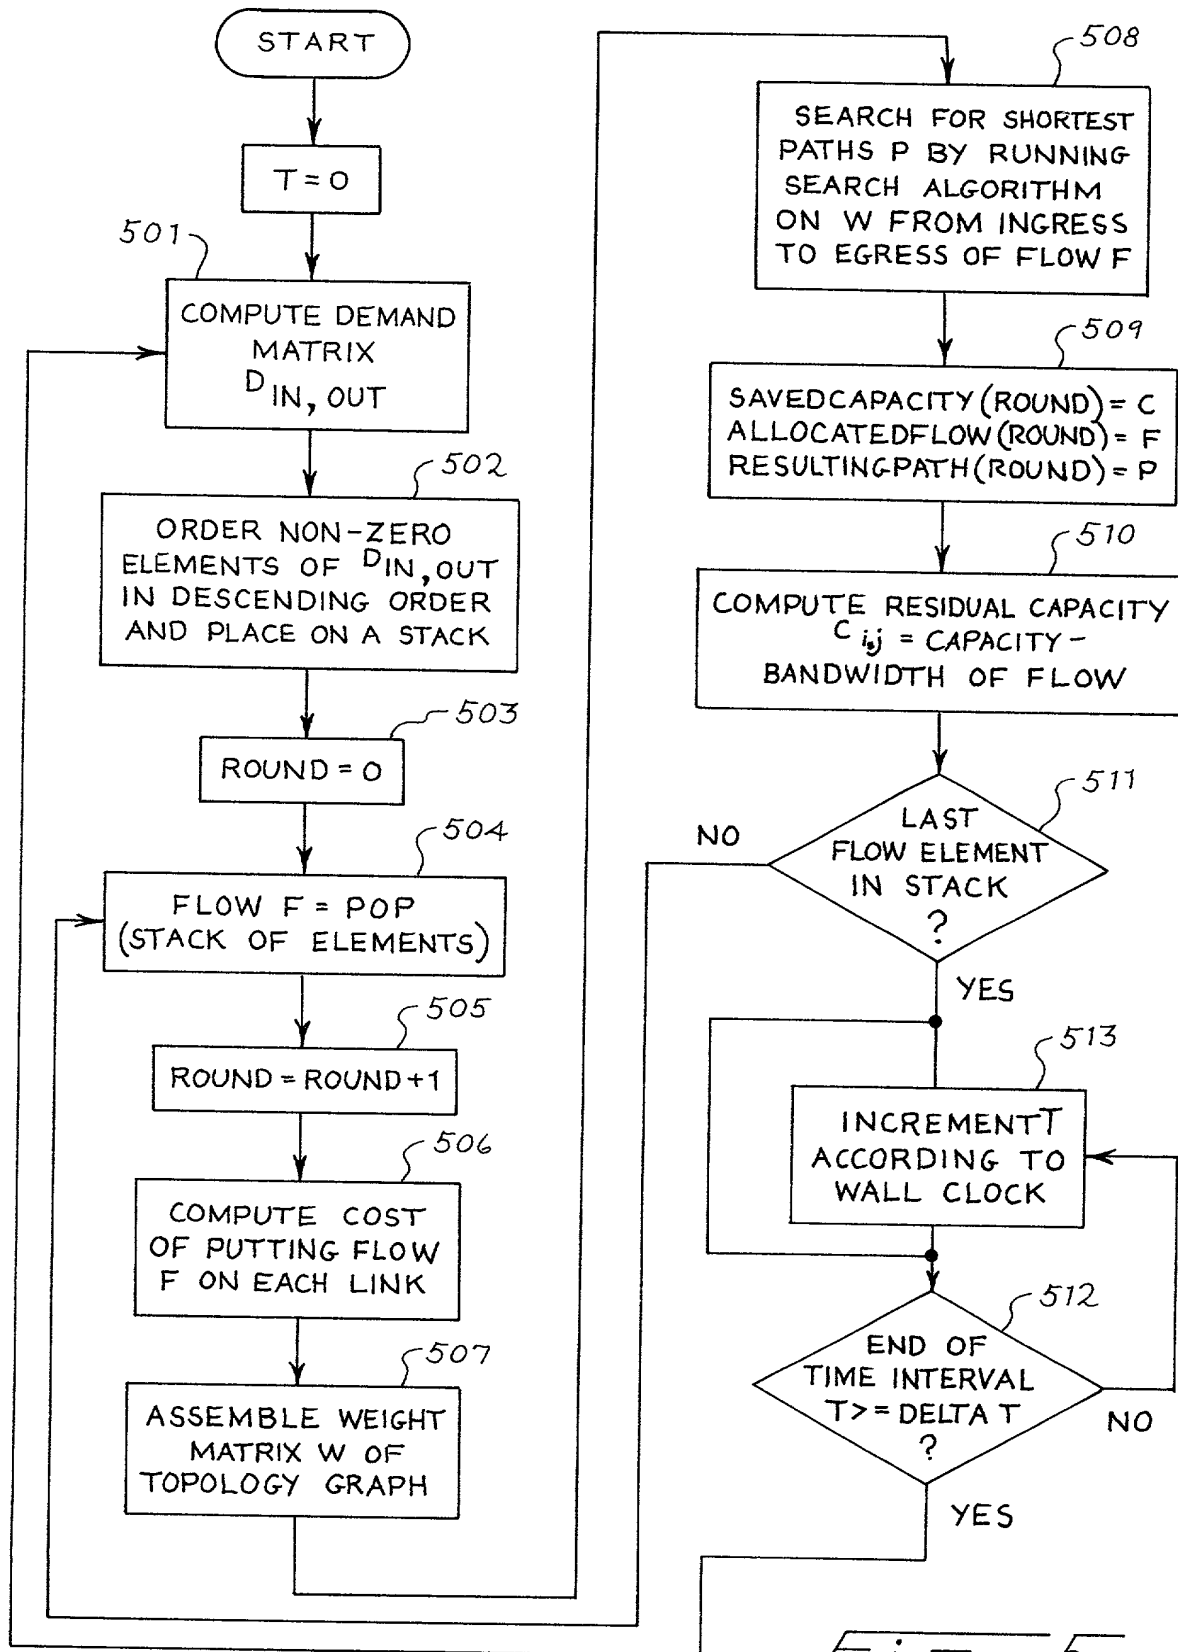 START
T = 0
501
COMPUTE DEMAND
MATRIX
D IN, OUT
502
ORDER NON-ZERO
ELEMENTS OF D IN, OUT
IN DESCENDING ORDER
AND PLACE ON A STACK
503
ROUND = 0
504
FLOW F = POP
(STACK OF ELEMENTS)
505
ROUND = ROUND+1
506
COMPUTE COST
OF PUTTING FLOW
F ON EACH LINK
507
ASSEMBLE WEIGHT
MATRIX W OF
TOPOLOGY GRAPH
508
SEARCH FOR SHORTEST
PATHS P BY RUNNING
SEARCH ALGORITHM
ON W FROM INGRESS
TO EGRESS OF FLOW F
509
SAVEDCAPACITY (ROUND) = C
ALLOCATEDFLOW (ROUND) = F
RESULTINGPATH (ROUND) = P
510
COMPUTE RESIDUAL CAPACITY
C i,j = CAPACITY -
BANDWIDTH OF FLOW
511
LAST
FLOW ELEMENT
IN STACK
?
NO
YES
513
INCREMENT T
ACCORDING TO
WALL CLOCK
512
END OF
TIME INTERVAL
T >= DELTA T
?
NO
YES